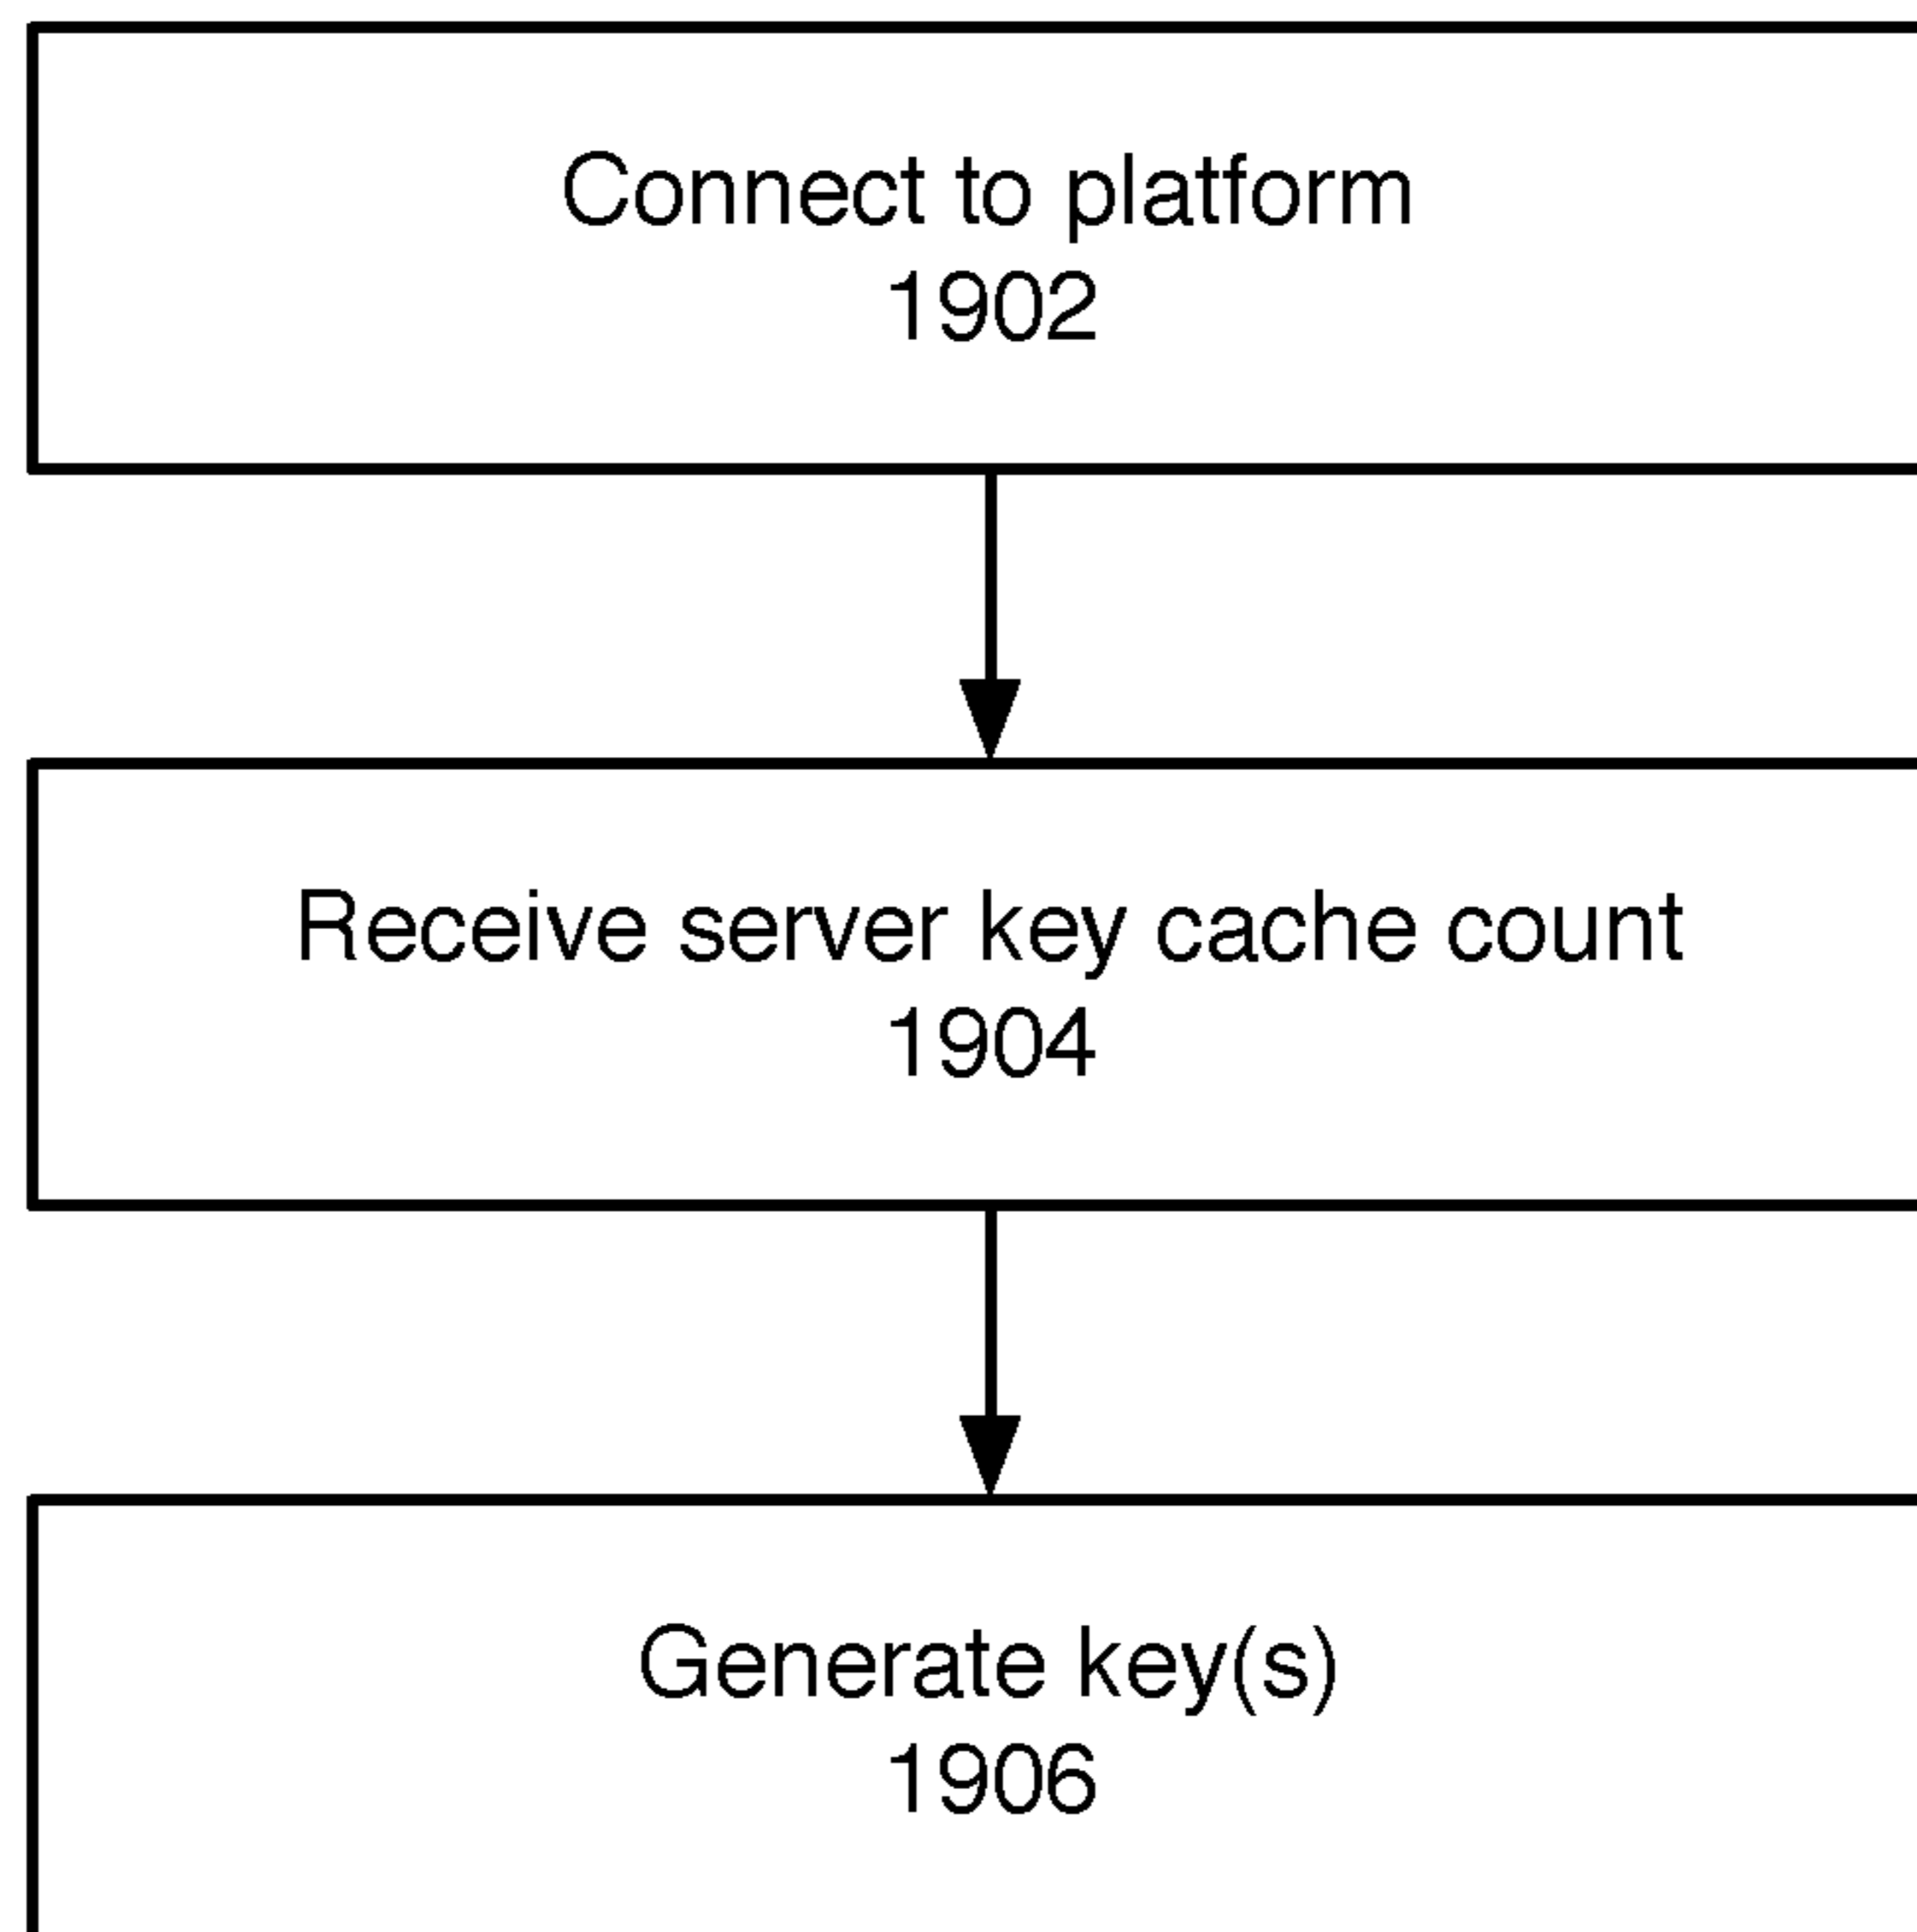 Connect to platform
1902
Receive server key cache count
1904
Generate key(s)
1906